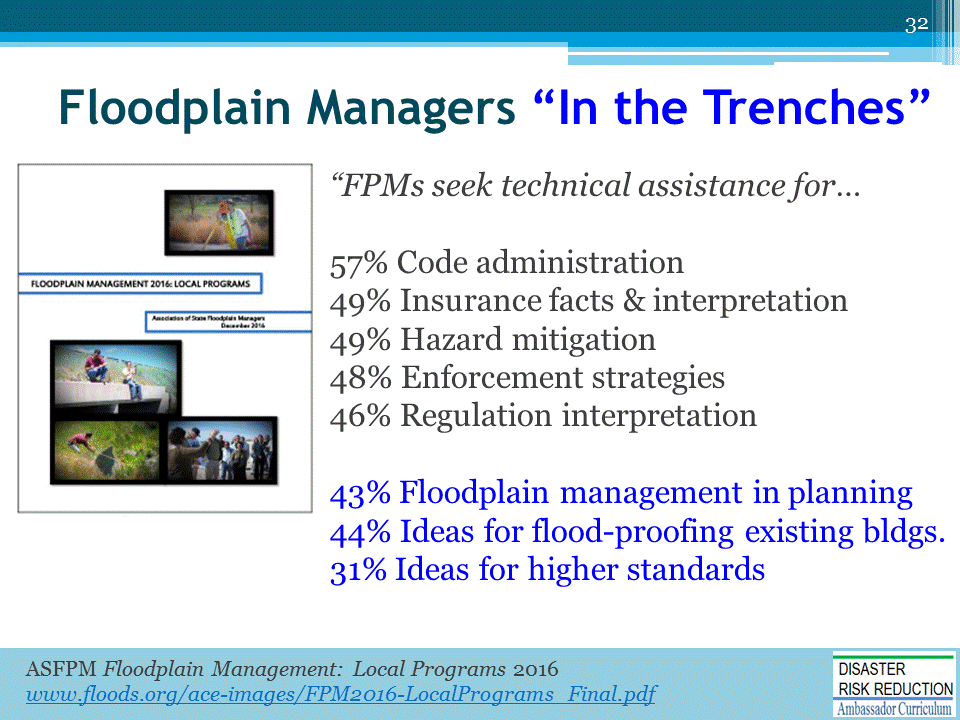 32
Floodplain Managers “In the Trenches”
FLOODPLAIN MANAGEMENT 2016: LOCAL PROGRAMS
Association of State Floodplain Managers
December 2016
“FPMs seek technical assistance for…
57% Code administration
49% Insurance facts & interpretation
49% Hazard mitigation
48% Enforcement strategies
46% Regulation interpretation
43% Floodplain management in planning
44% Ideas for flood-proofing existing bldgs.
31% Ideas for higher standards
ASFPM Floodplain Management: Local Programs 2016
www.floods.org/ace-images/FPM2016-LocalPrograms_Final.pdf
DISASTER
RISK REDUCTION
Ambassador Curriculum